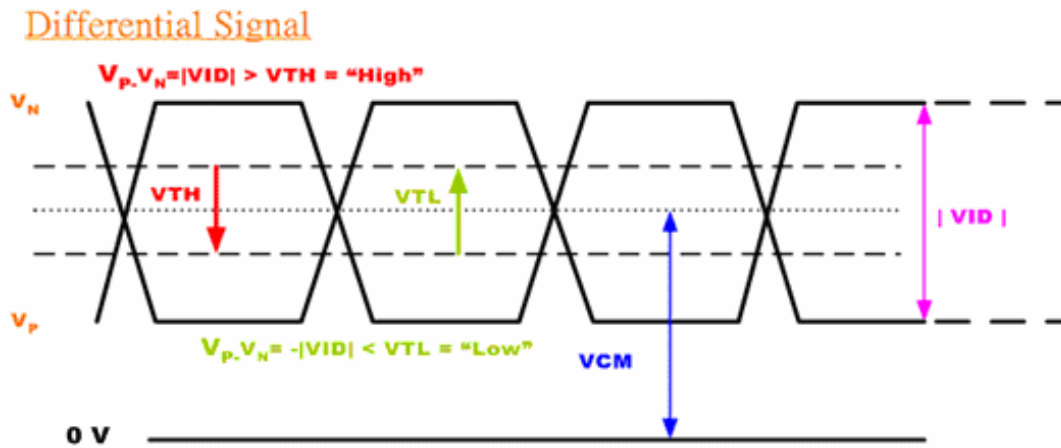 Differential Signal
VP-VN=|VID| > VTH = “High”
VN
VTH
VTL
| VID |
VP
VP-VN= -|VID| < VTL = “Low”
VCM
0 V